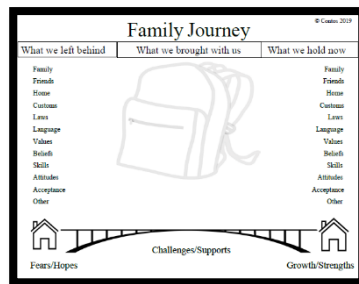 © Contos 2019
Family Journey
What we left behind
What we brought with us
What we hold now
Family
Friends
Home
Customs
Laws
Language
Values
Beliefs
Skills
Attitudes
Acceptance
Other
Family
Friends
Home
Customs
Laws
Language
Values
Beliefs
Skills
Attitudes
Acceptance
Other
Challenges/Supports
Fears/Hopes
Growth/Strengths